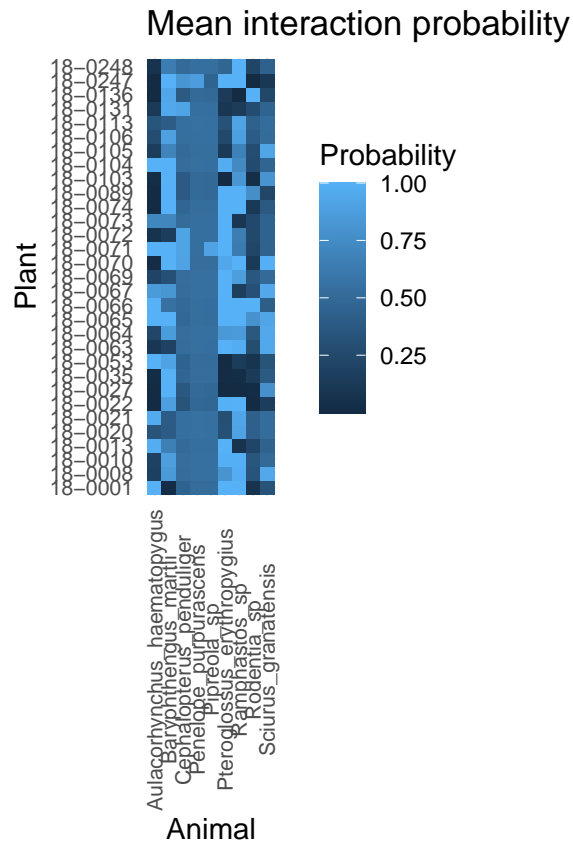 Mean interaction probability
Plant
18−0248
18−0247
18−0136
18−0131
18−0113
18−0106
18−0105
18−0104
18−0103
18−0089
18−0074
18−0073
18−0072
18−0071
18−0070
18−0069
18−0067
18−0066
18−0065
18−0064
18−0063
18−0053
18−0035
18−0027
18−0022
18−0021
18−0020
18−0013
18−0010
18−0008
18−0001
Probability
1.00
0.75
0.50
0.25
Aulacorhynchus_haematopygus
Baryphthengus_martii
Cephalopterus_penduliger
Penelope_purpurascens
Pipreola_sp
Pteroglossus_erythropygius
Ramphastos_sp
Rodentia_sp
Sciurus_granatensis
Animal